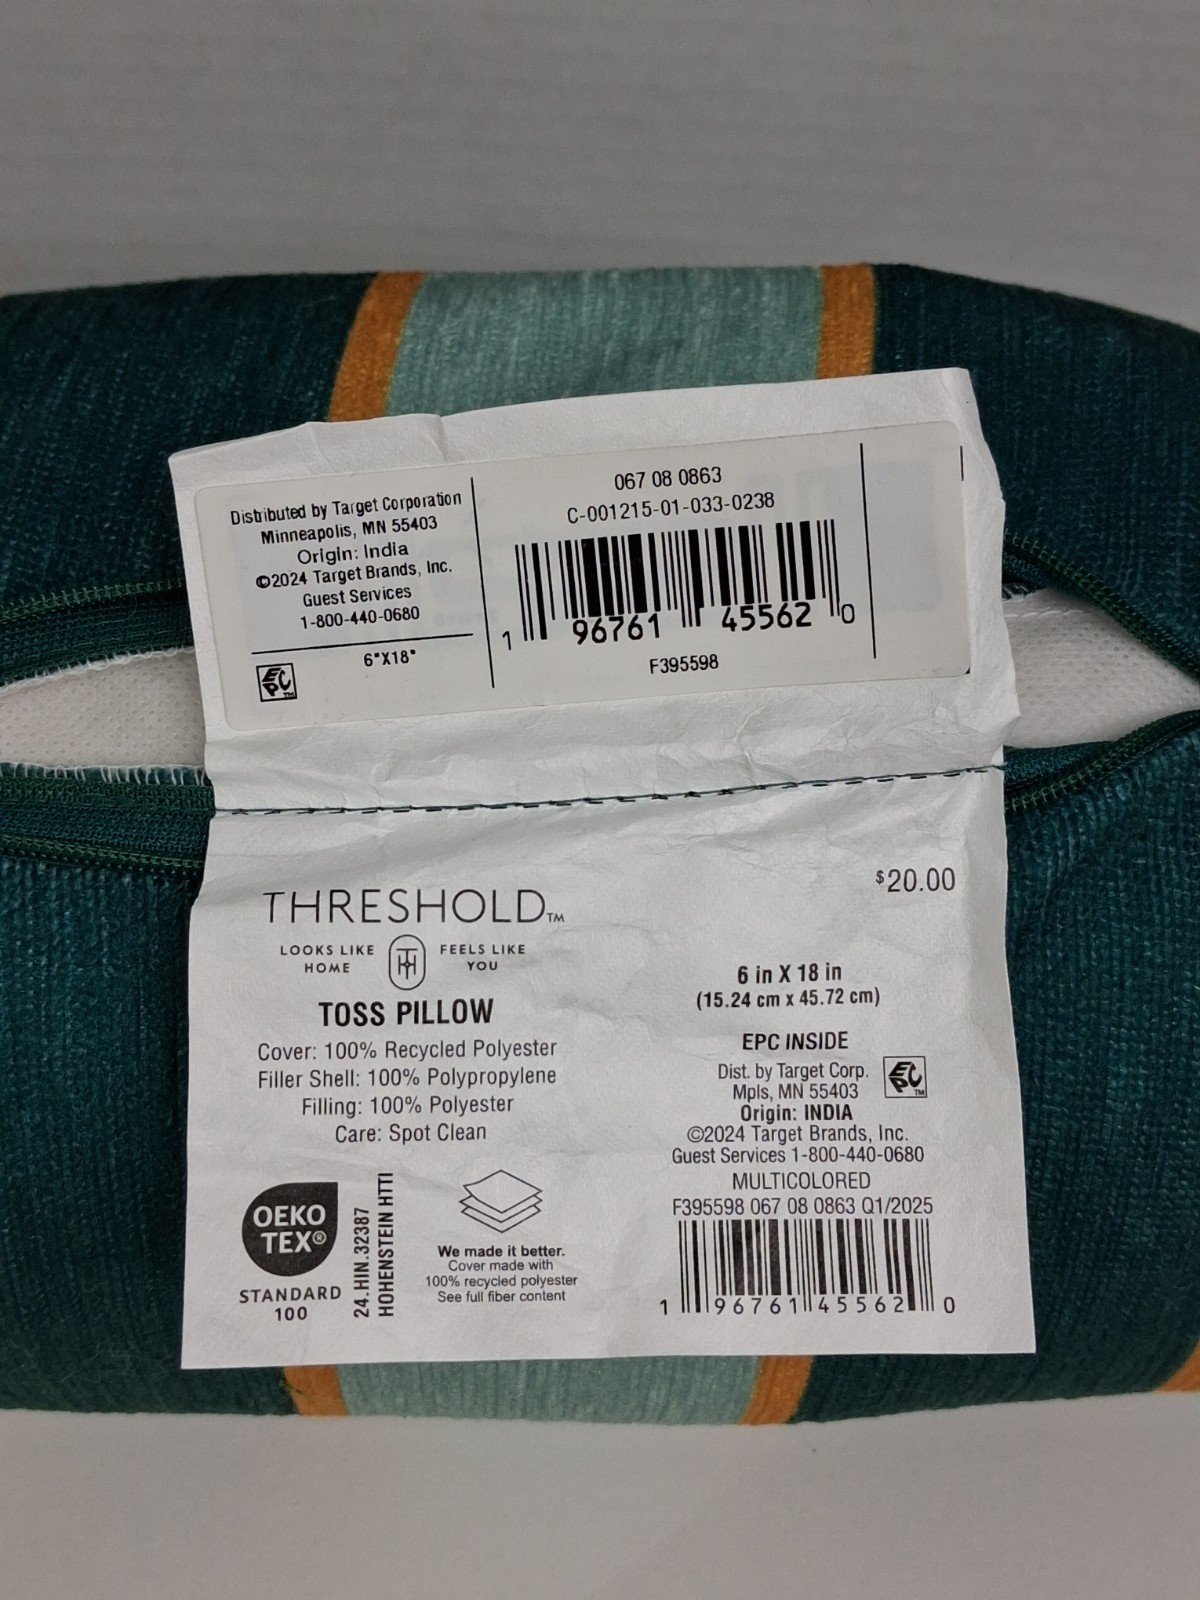 Distributed by Target Corporation
Minneapolis, MN 55403
Origin: India
©2024 Target Brands, Inc.
Guest Services
1-800-440-0680
6"X18"
EPC™
067 08 0863
C-001215-01-033-0238
1 96761 45562 0
F395598
THRESHOLD™
LOOKS LIKE HOME
FEELS LIKE YOU
TOSS PILLOW
Cover: 100% Recycled Polyester
Filler Shell: 100% Polypropylene
Filling: 100% Polyester
Care: Spot Clean
OEKO
TEX®
STANDARD
100
24.HIN.32387
HOHENSTEIN HTTI
We made it better.
Cover made with
100% recycled polyester
See full fiber content
$20.00
6 in X 18 in
(15.24 cm x 45.72 cm)
EPC INSIDE
Dist. by Target Corp.
Mpls, MN 55403
EPC™
Origin: INDIA
©2024 Target Brands, Inc.
Guest Services 1-800-440-0680
MULTICOLORED
F395598 067 08 0863 Q1/2025
1 96761 45562 0